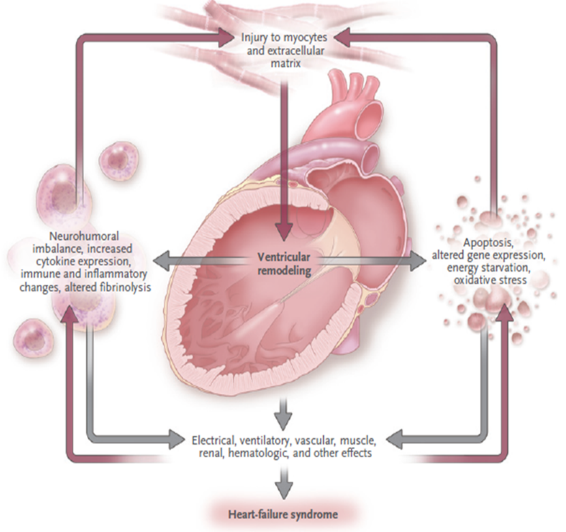 Injury to myocytes
and extracellular
matrix
Neurohumoral
imbalance, increased
cytokine expression,
immune and inflammatory
changes, altered fibrinolysis
Ventricular
remodeling
Apoptosis,
altered gene expression,
energy starvation,
oxidative stress
Electrical, ventilatory, vascular, muscle,
renal, hematologic, and other effects
Heart-failure syndrome